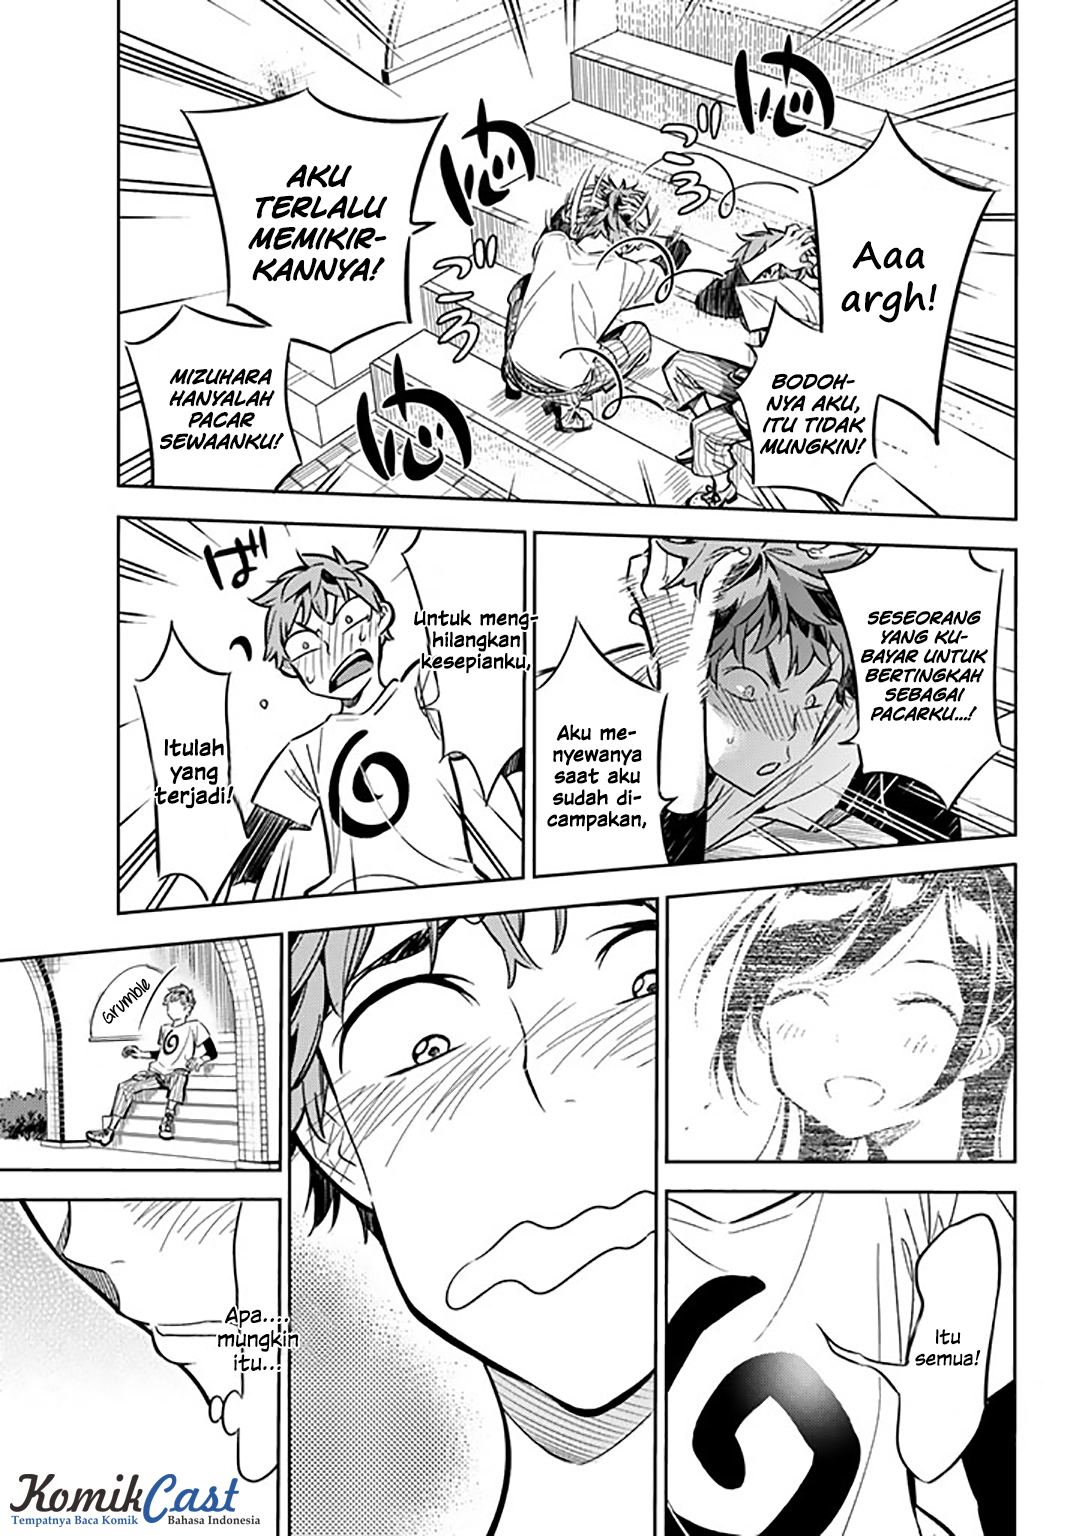 Aaa
argh!
BODOH-
NYA AKU,
ITU TIDAK
MUNGKIN!
AKU
TERLALU
MEMIKIR-
KANNYA!
MIZUHARA
HANYALAH
PACAR
SEWAANKU!
SESEORANG
YANG KU-
BAYAR UNTUK
BERTINGKAH
SEBAGAI
PACARKU...!
Aku me-
nyewanya
saat aku
sudah di-
campakan,
Untuk meng-
hilangkan
kesepianku,
Itulah
yang
terjadi!
ば
Grumble
Itu
semua!
Apa....
mungkin
itu..!
KomikCast
Tempatnya Baca Komik Bahasa Indonesia